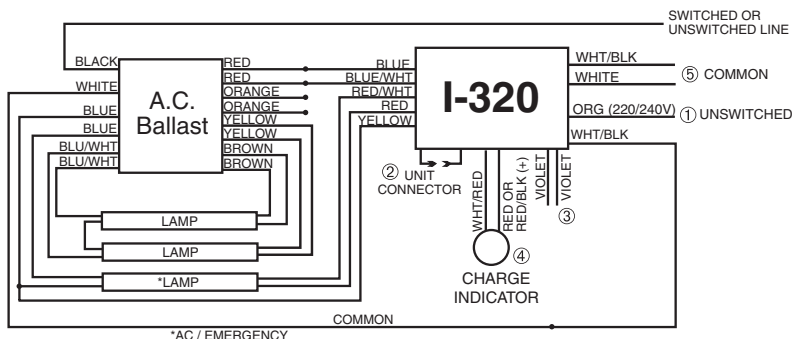 SWITCHED OR
UNSWITCHED LINE
BLACK
WHITE
BLUE
BLUE
BLU/WHT
BLU/WHT
A.C.
Ballast
RED
RED
ORANGE
ORANGE
YELLOW
YELLOW
BROWN
BROWN
BLUE
BLUE/WHT
RED/WHT
RED
YELLOW
I-320
WHT/BLK
WHITE
⑤ COMMON
ORG (220/240V)
① UNSWITCHED
WHT/BLK
② UNIT
CONNECTOR
WHT/RED
RED OR
RED/BLK (+)
VIOLET
VIOLET
③
④
CHARGE
INDICATOR
LAMP
LAMP
*LAMP
COMMON
*AC / EMERGENCY